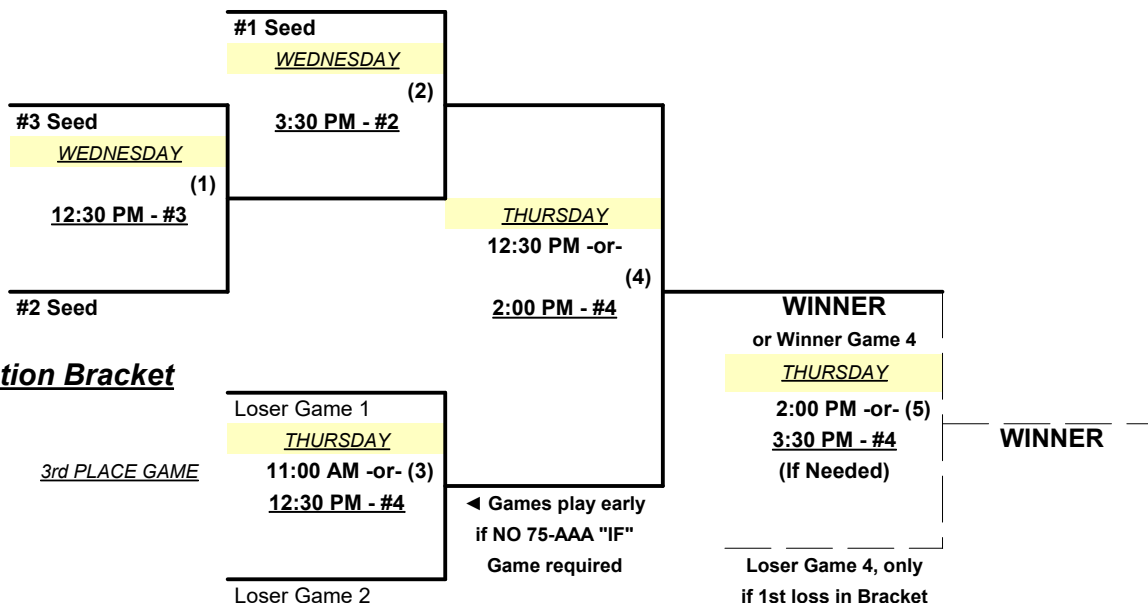 #1 Seed
WEDNESDAY
(2)
3:30 PM - #2
#3 Seed
WEDNESDAY
(1)
12:30 PM - #3
#2 Seed
THURSDAY
12:30 PM -or-
(4)
2:00 PM - #4
WINNER
or Winner Game 4
THURSDAY
2:00 PM -or- (5)
3:30 PM - #4
(If Needed)
WINNER
Loser Game 4, only
if 1st loss in Bracket
tion Bracket
Loser Game 1
THURSDAY
3rd PLACE GAME
11:00 AM -or- (3)
12:30 PM - #4
◄ Games play early
if NO 75-AAA "IF"
Game required
Loser Game 2